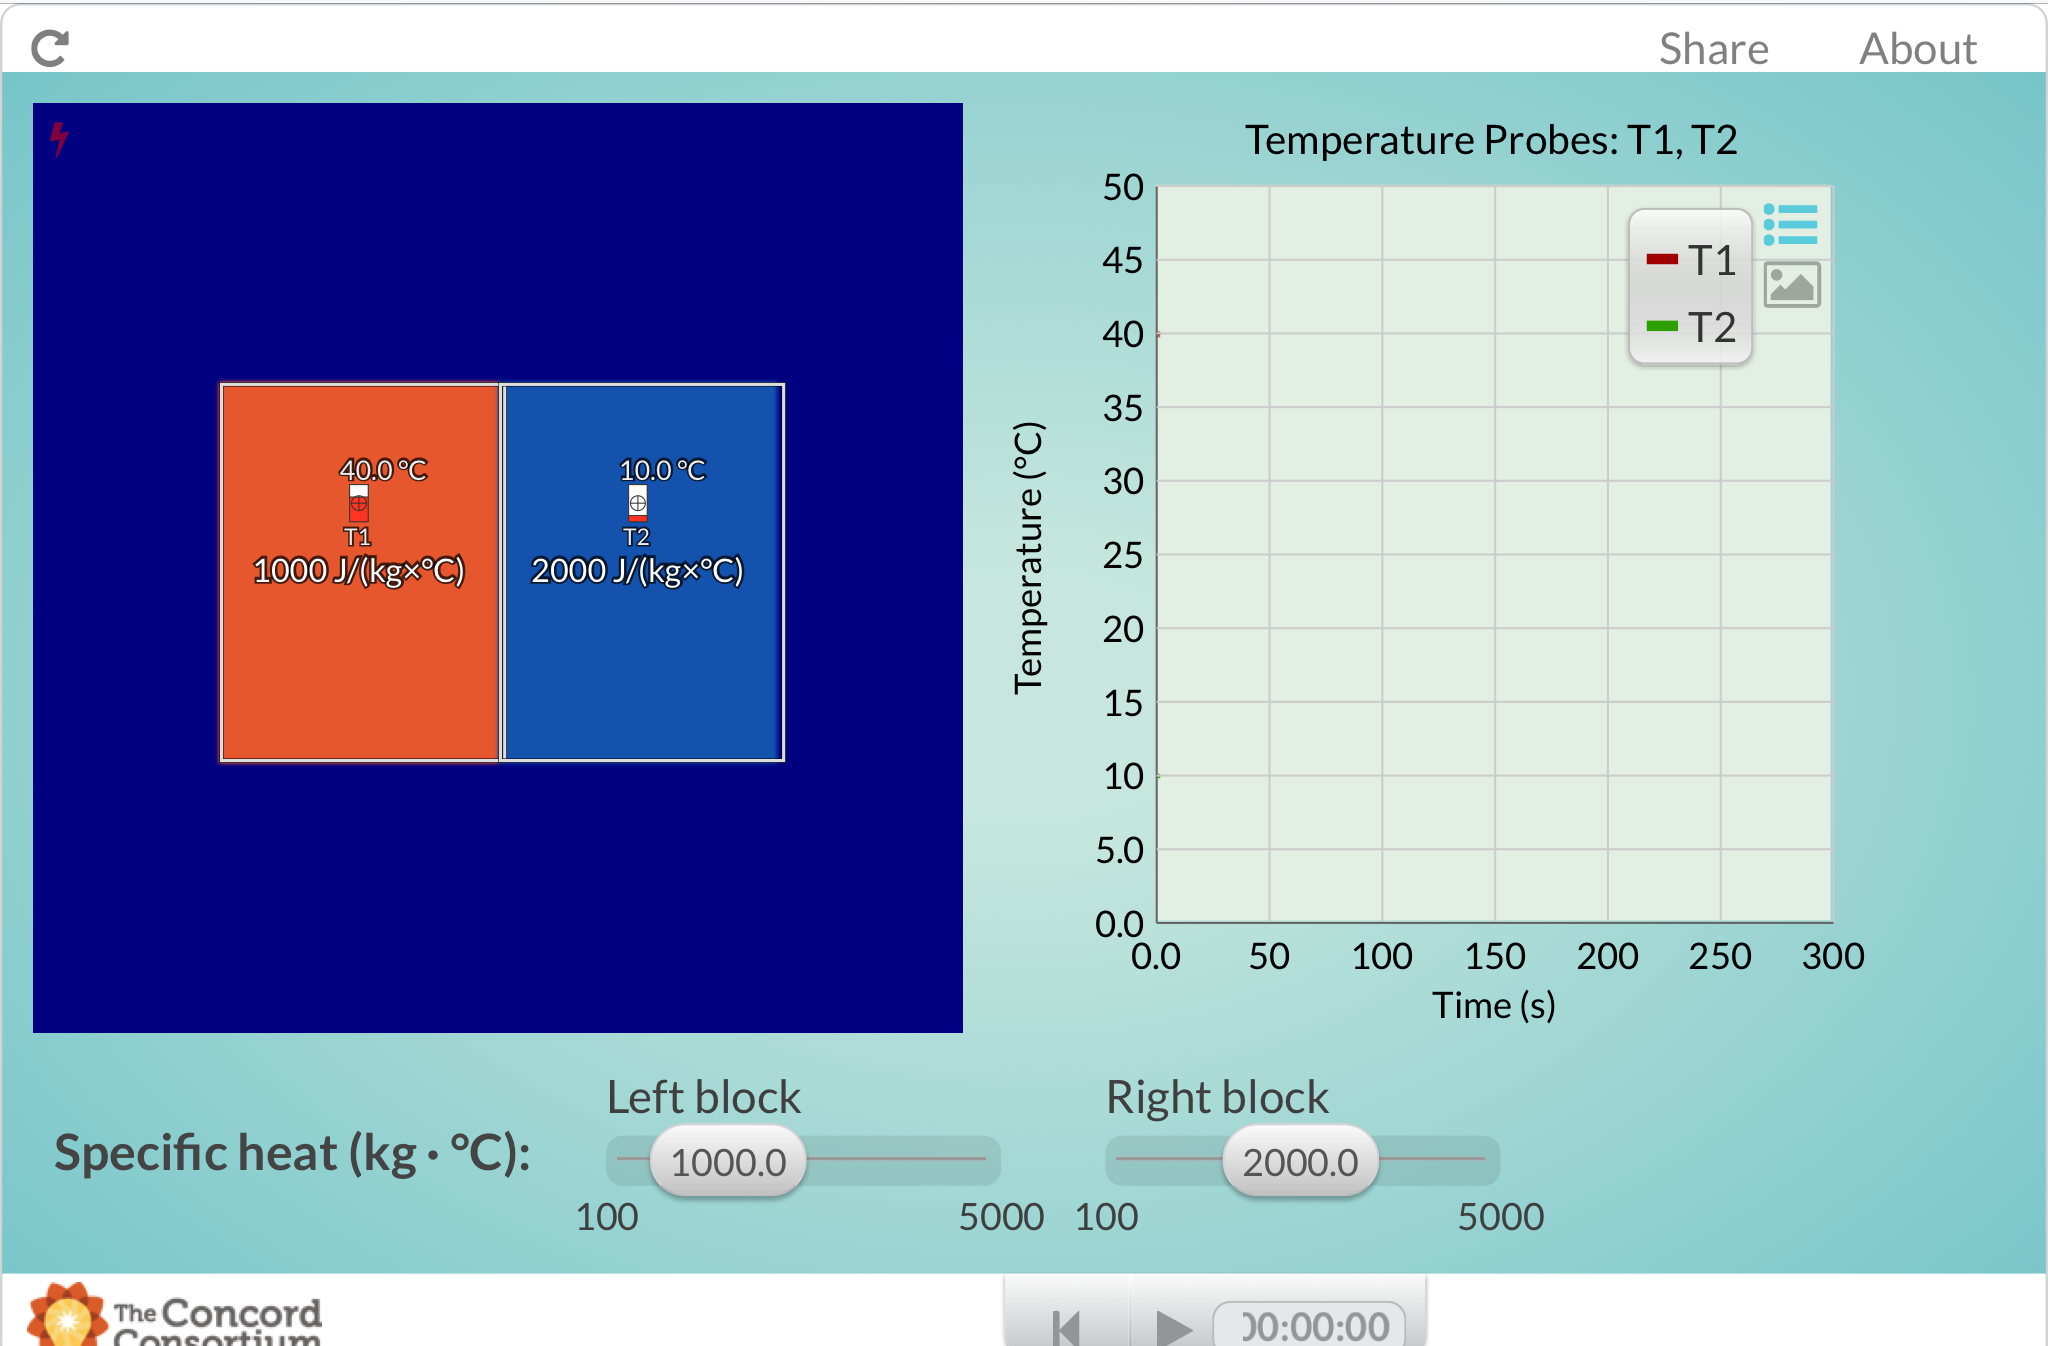 Share About
40.0 °C
T1
1000 J/(kg×°C)
10.0 °C
T2
2000 J/(kg×°C)
Temperature Probes: T1, T2
Temperature (°C)
50
45
40
35
30
25
20
15
10
5.0
0.0
T1
T2
0.0 50 100 150 200 250 300
Time (s)
Specific heat (kg · °C):
Left block
1000.0
100 5000
Right block
2000.0
100 5000
The Concord
Consortium
00:00:00